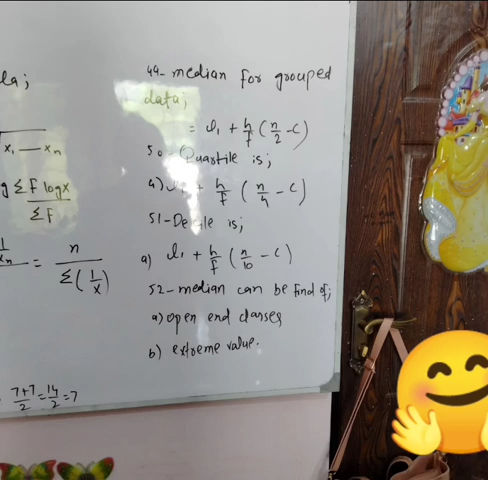 la;
x₁ — xₙ
g Σ F log x / Σ F
1 / xₙ = n / Σ (1/x)
7+7 / 2 = 14 / 2 = 7
49- median for grouped
data;
= l₁ + h/f (n/2 - c)
50 Quartile is;
a) + h/f (n/4 - c)
51- Decile is;
a) l₁ + h/f (n/10 - c)
52- median can be find of;
a) open end classes
b) extreme value.